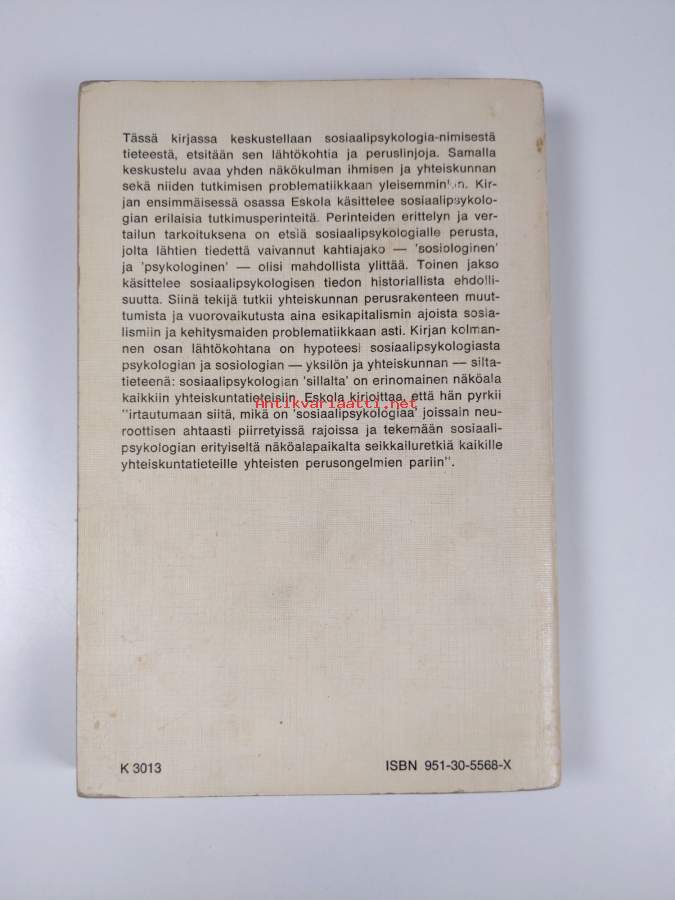 Tässä kirjassa keskustellaan sosiaalipsykologia-nimisestä
tieteestä, etsitään sen lähtökohtia ja peruslinjoja. Samalla
keskustelu avaa yhden näkökulman ihmisen ja yhteiskunnan
sekä niiden tutkimisen problematiikkaan yleisemmin. Kir-
jan ensimmäisessä osassa Eskola käsittelee sosiaalipsykolo-
gian erilaisia tutkimusperinteitä. Perinteiden erittelyn ja ver-
tailun tarkoituksena on etsiä sosiaalipsykologialle perusta,
jolta lähtien tiedettä vaivannut kahtiajako — 'sosiologinen'
ja 'psykologinen' — olisi mahdollista ylittää. Toinen jakso
käsittelee sosiaalipsykologisen tiedon historiallista ehdolli-
suutta. Siinä tekijä tutkii yhteiskunnan perusrakenteen muut-
tumista ja vuorovaikutusta aina esikapitalismin ajoista sosia-
lismiin ja kehitysmaiden problematiikkaan asti. Kirjan kolman-
nen osan lähtökohtana on hypoteesi sosiaalipsykologiasta
psykologian ja sosiologian — yksilön ja yhteiskunnan — silta-
tieteenä: sosiaalipsykologian 'sillalta' on erinomainen näköala
kaikkiin yhteiskuntatieteisiin. Eskola kirjoittaa, että hän pyrkii
Antikvariaatti.net
"irtautumaan siitä, mikä on 'sosiaalipsykologiaa' joissain neu-
roottisen ahtaasti piirretyissä rajoissa ja tekemään sosiaali-
psykologian erityiseltä näköalapaikalta seikkailuretkiä kaikille
yhteiskuntatieteille yhteisten perusongelmien pariin".
K 3013
ISBN 951-30-5568-X